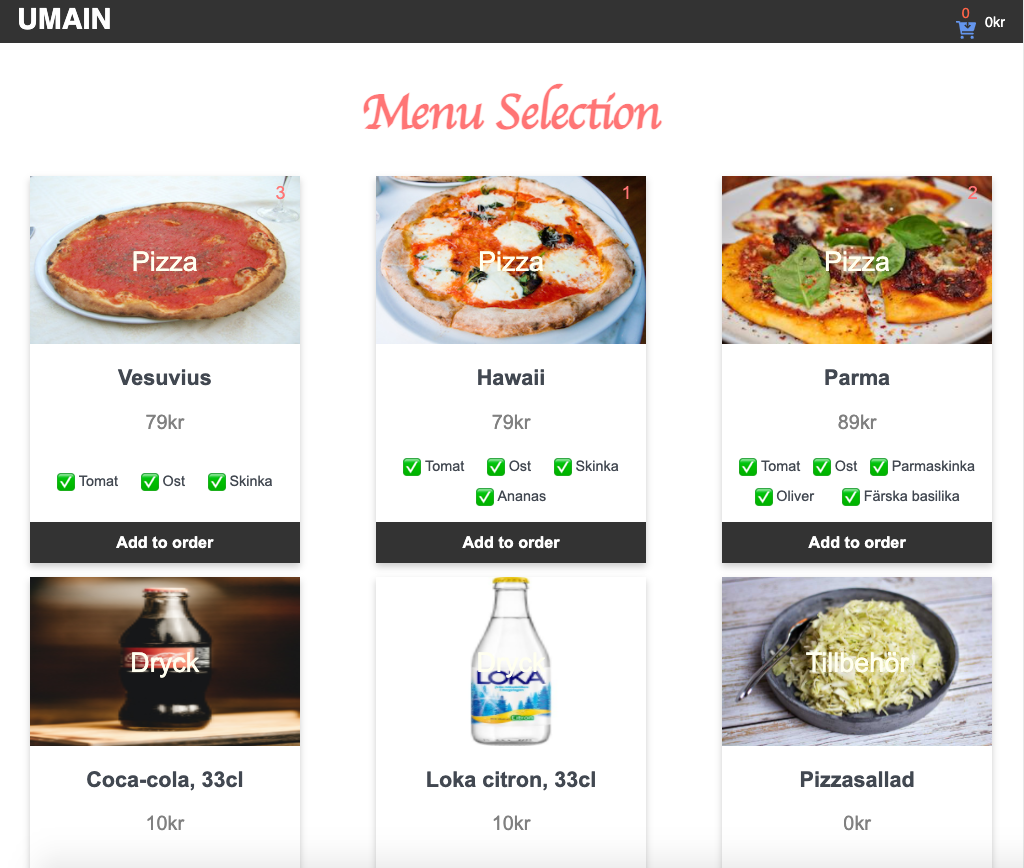 UMAIN
0
0kr
Menu Selection
3
1
2
Pizza
Pizza
Pizza
Vesuvius
Hawaii
Parma
79kr
79kr
89kr
✅ Tomat ✅ Ost ✅ Skinka
✅ Tomat ✅ Ost ✅ Skinka
✅ Ananas
✅ Tomat ✅ Ost ✅ Parmaskinka
✅ Oliver ✅ Färska basilika
Add to order
Add to order
Add to order
Dryck
Dryck
LOKA
Tillbehör
Coca-cola, 33cl
Loka citron, 33cl
Pizzasallad
10kr
10kr
0kr